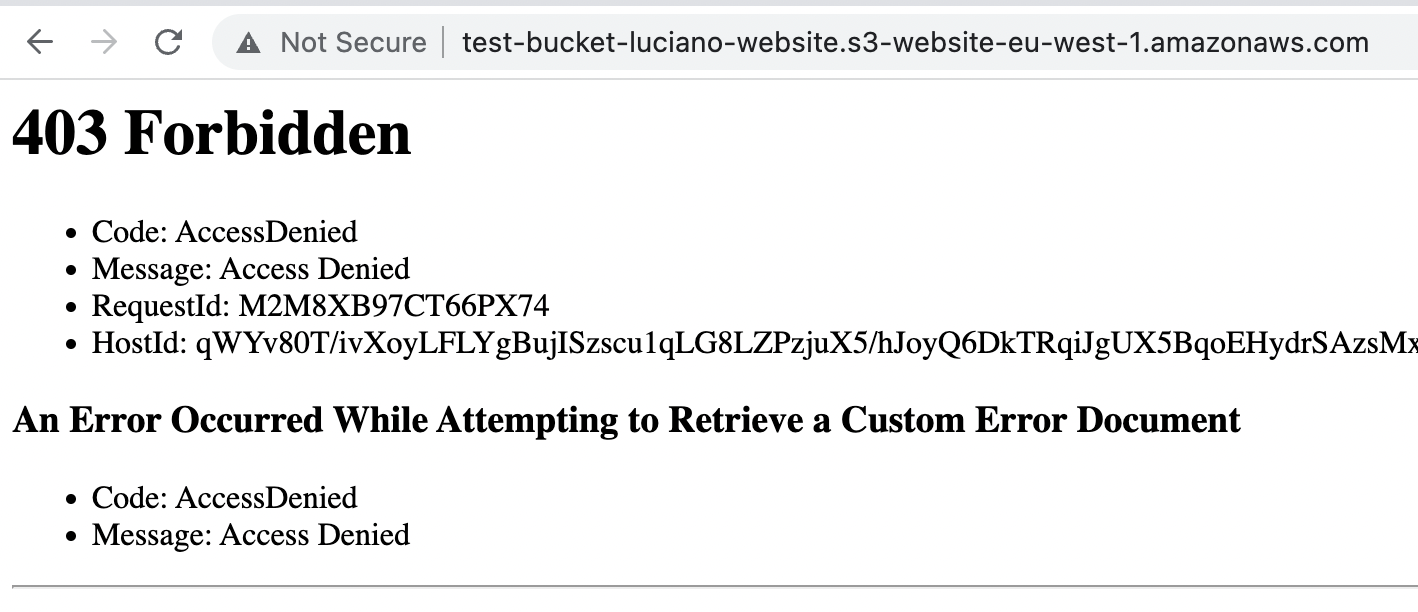 Not Secure test-bucket-luciano-website.s3-website-eu-west-1.amazonaws.com
403 Forbidden
• Code: AccessDenied
• Message: Access Denied
• RequestId: M2M8XB97CT66PX74
• HostId: qWYv80T/ivXoyLFLYgBujISzscu1qLG8LZPzjuX5/hJoyQ6DkTRqiJgUX5BqoEHydrSAzsMx
An Error Occurred While Attempting to Retrieve a Custom Error Document
• Code: AccessDenied
• Message: Access Denied